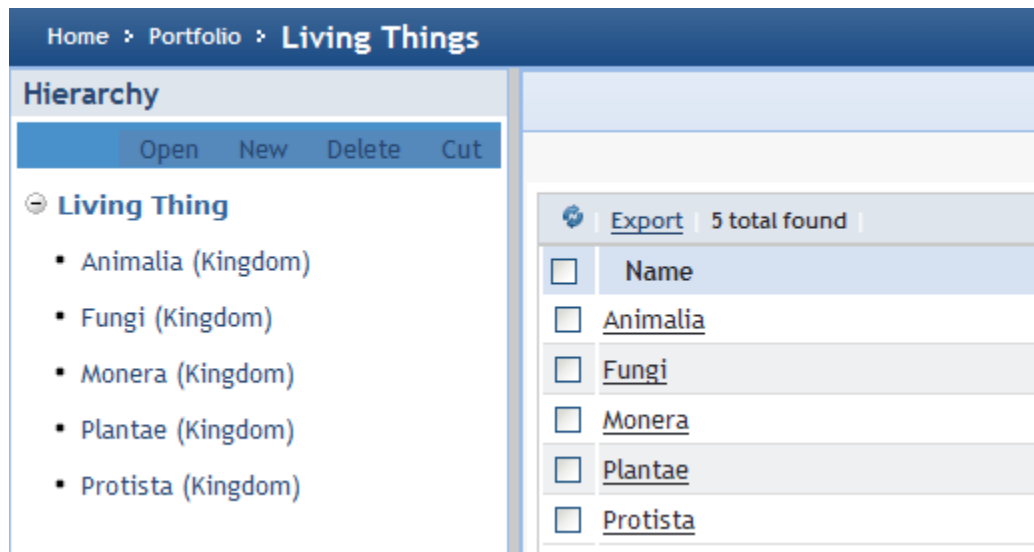 Home > Portfolio > Living Things
Hierarchy
Open New Delete Cut
Living Thing
• Animalia (Kingdom)
• Fungi (Kingdom)
• Monera (Kingdom)
• Plantae (Kingdom)
• Protista (Kingdom)
Export 5 total found
Name
Animalia
Fungi
Monera
Plantae
Protista